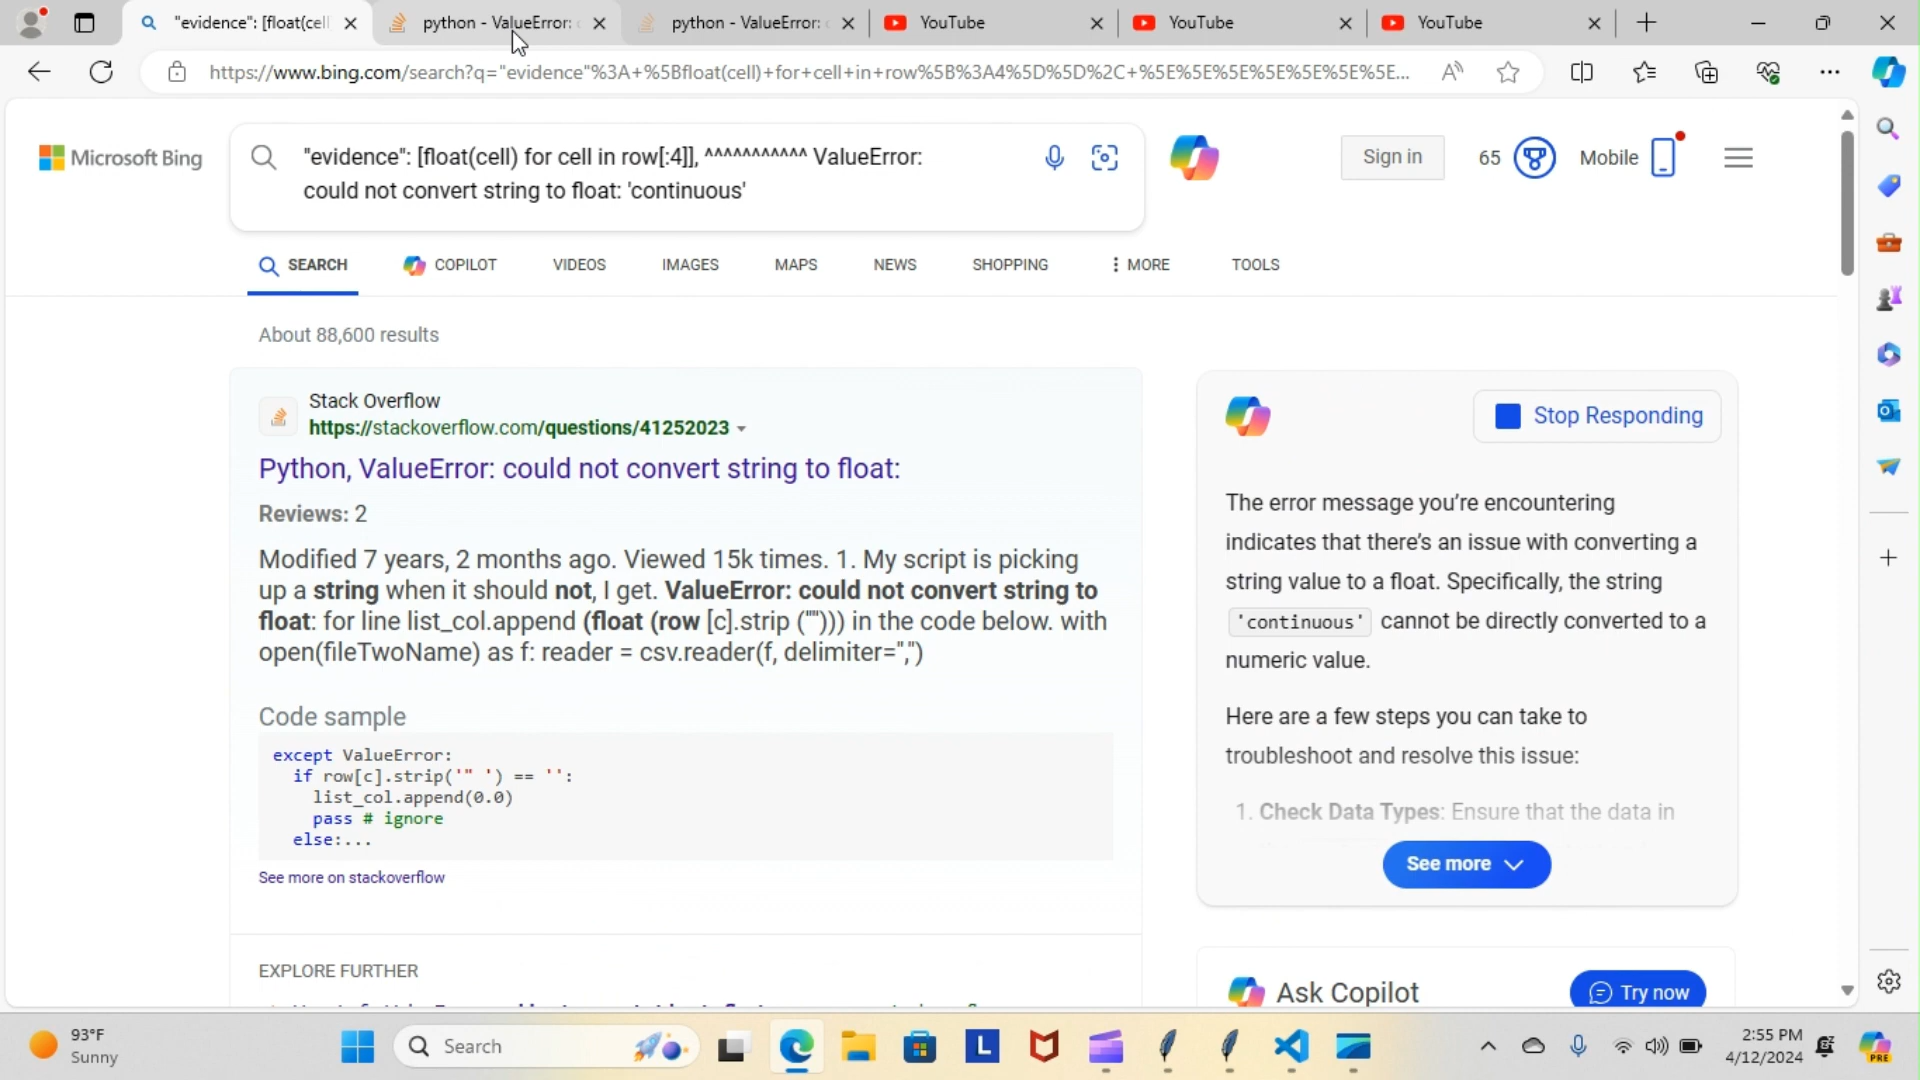 "evidence": [float(cell
python - ValueError: c
python - ValueError: c
YouTube
YouTube
YouTube
https://www.bing.com/search?q="evidence"%3A+%5Bfloat(cell)+for+cell+in+row%5B%3A4%5D%5D%2C+%5E%5E%5E%5E%5E%5E%5E...
Microsoft Bing
"evidence": [float(cell) for cell in row[:4]], ^^^^^^^^^^^ ValueError:
could not convert string to float: 'continuous'
Sign in
65
Mobile
SEARCH
COPILOT
VIDEOS
IMAGES
MAPS
NEWS
SHOPPING
MORE
TOOLS
About 88,600 results
Stack Overflow
https://stackoverflow.com/questions/41252023
Python, ValueError: could not convert string to float:
Reviews: 2
Modified 7 years, 2 months ago. Viewed 15k times. 1. My script is picking
up a string when it should not, I get. ValueError: could not convert string to
float: for line list_col.append (float (row [c].strip (""))) in the code below. with
open(fileTwoName) as f: reader = csv.reader(f, delimiter=",")
Code sample
except ValueError:
if row[c].strip('" ') == '':
list_col.append(0.0)
pass # ignore
else:...
See more on stackoverflow
EXPLORE FURTHER
Stop Responding
The error message you're encountering
indicates that there's an issue with converting a
string value to a float. Specifically, the string
'continuous' cannot be directly converted to a
numeric value.
Here are a few steps you can take to
troubleshoot and resolve this issue:
1. Check Data Types: Ensure that the data in
See more
Ask Copilot
Try now
93°F
Sunny
Search
L
2:55 PM
4/12/2024
PRE